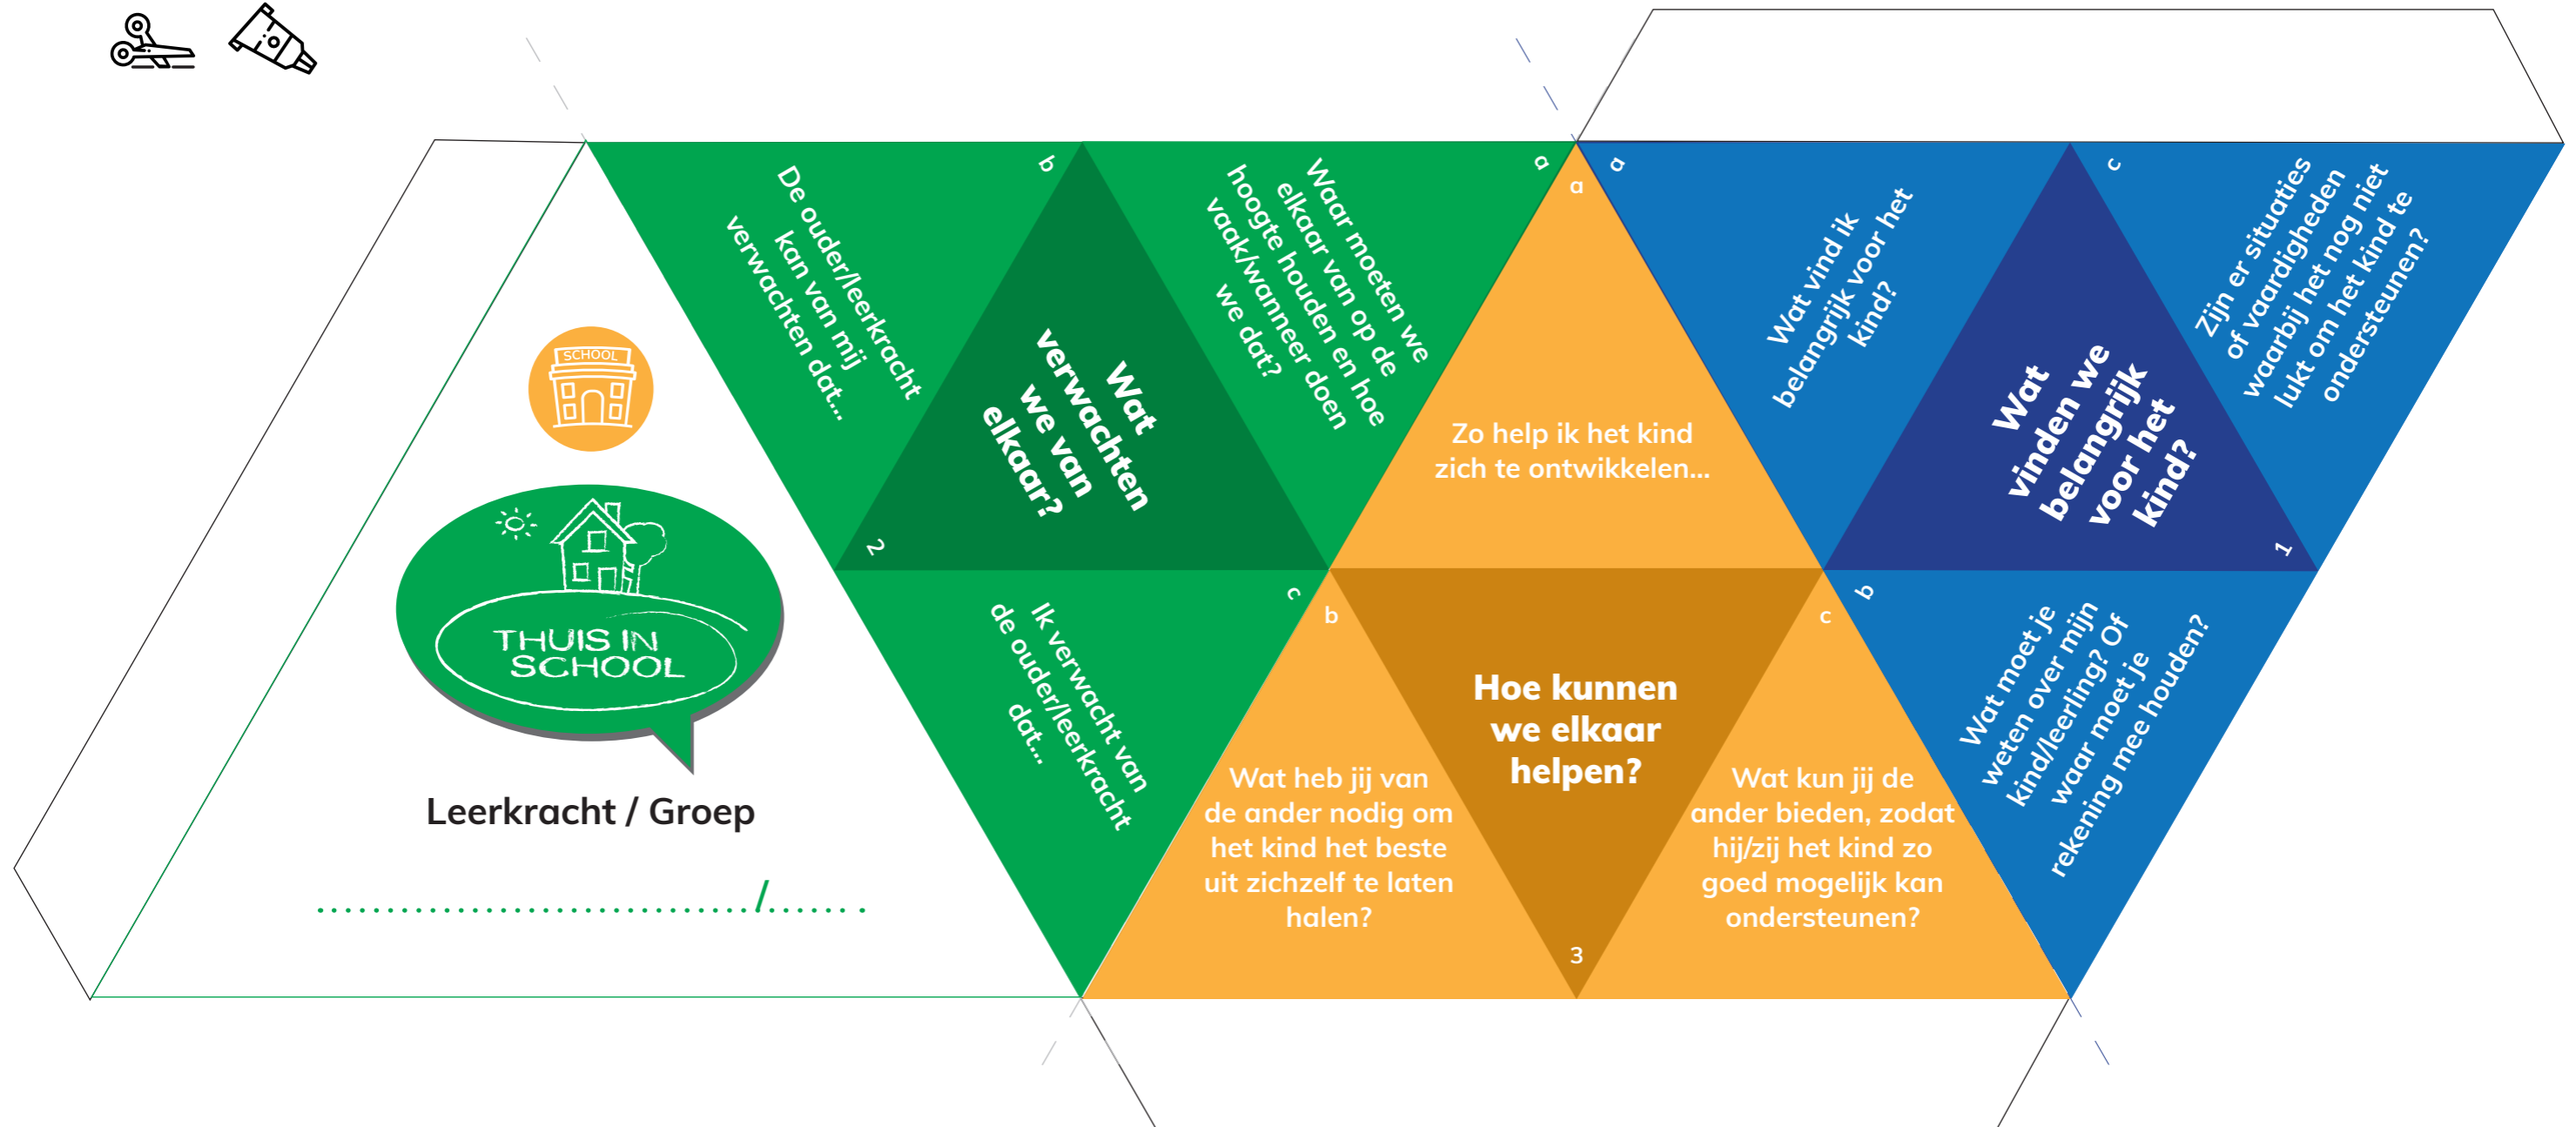 SCHOOL
THUIS IN
SCHOOL
Leerkracht / Groep
/
b
De ouder/leerkracht
kan van mij
verwachten dat...
2
Wat
verwachten
we van
elkaar?
a
Waar moeten we
elkaar van op de
hoogte houden en hoe
vaak/wanneer doen
we dat?
c
Ik verwacht van
de ouder/leerkracht
dat...
a
Zo help ik het kind
zich te ontwikkelen...
b
Wat heb jij van
de ander nodig om
het kind het beste
uit zichzelf te laten
halen?
Hoe kunnen
we elkaar
helpen?
3
c
Wat kun jij de
ander bieden, zodat
hij/zij het kind zo
goed mogelijk kan
ondersteunen?
a
Wat vind ik
belangrijk voor het
kind?
Wat
vinden we
belangrijk
voor het
kind?
1
c
Zijn er situaties
of vaardigheden
waarbij het nog niet
lukt om het kind te
ondersteunen?
b
Wat moet je
weten over mijn
kind/leerling? Of
waar moet je
rekening mee houden?